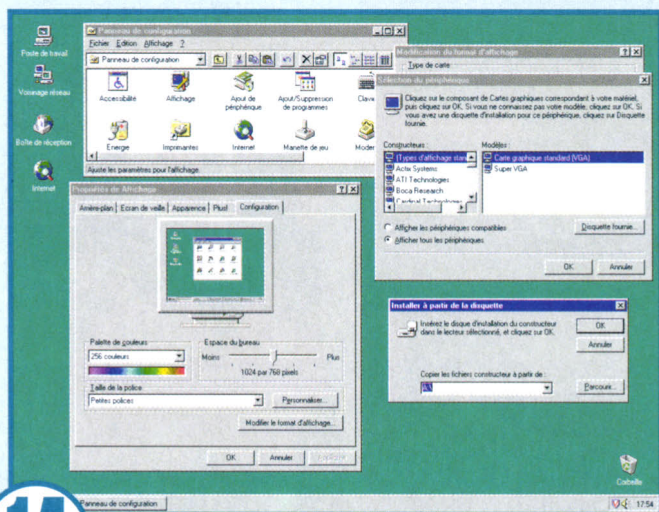 Poste de travail
Voisinage réseau
Boîte de réception
Internet
Panneau de configuration
Fichier Edition Affichage ?
Panneau de configuration
Accessibilité
Affichage
Ajout de périphérique
Ajout/Suppression de programmes
Energie
Imprimantes
Internet
Manette de jeu
Ajuste les paramètres pour l'affichage.
Modification du format d'affichage
Type de carte
Sélection du périphérique
Cliquez sur le composant de Cartes graphiques correspondant à votre matériel,
puis cliquez sur OK. Si vous ne connaissez pas votre modèle, cliquez sur OK. Si
vous avez une disquette d'installation pour ce périphérique, cliquez sur Disquette
fournie.
Constructeurs :
Modèles
(Types d'affichage stan
Acta Systems
ATI Technologies
Boca Research
Cardinal Technologies
Carte graphique standard (VGA)
Super VGA
Afficher les périphériques compatibles
Afficher tous les périphériques
Disquette fournie...
OK
Annuler
Propriétés de Affichage
Arrière-plan
Ecran de veille
Apparence
Plus!
Configuration
Palette de couleurs
256 couleurs
Espace du bureau
Moins
Plus
1024 par 768 pixels
Taille de la police
Petites polices
Personnaliser...
Modifier le format d'affichage...
OK
Annuler
Installer à partir de la disquette
Insérez le disque d'installation du constructeur
dans le lecteur sélectionné, et cliquez sur OK.
OK
Annuler
Copier les fichiers constructeur à partir de :
A:\
Parcourir...
Corbeille
Panneau de configuration
17:54